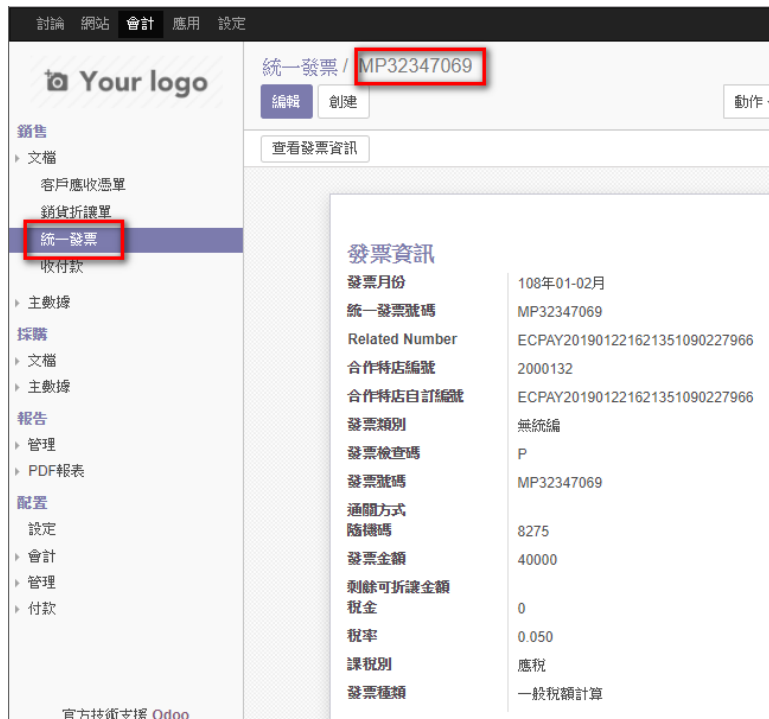 討論 網站 會計 應用 設定
Your logo
統一發票 / MP32347069
編輯 創建
動作
查看發票資訊
銷售
文檔
客戶應收憑單
銷貨折讓單
統一發票
收付款
主數據
採購
文檔
主數據
報告
管理
PDF報表
配置
設定
會計
管理
付款
官方技術支援 Odoo
發票資訊
發票月份 108年01-02月
統一發票號碼 MP32347069
Related Number ECPAY201901221621351090227966
合作特店編號 2000132
合作特店自訂編號 ECPAY201901221621351090227966
發票類別 無統編
發票檢查碼 P
發票號碼 MP32347069
通關方式
隨機碼 8275
發票金額 40000
剩餘可折讓金額
稅金 0
稅率 0.050
課稅別 應稅
發票種類 一般稅額計算